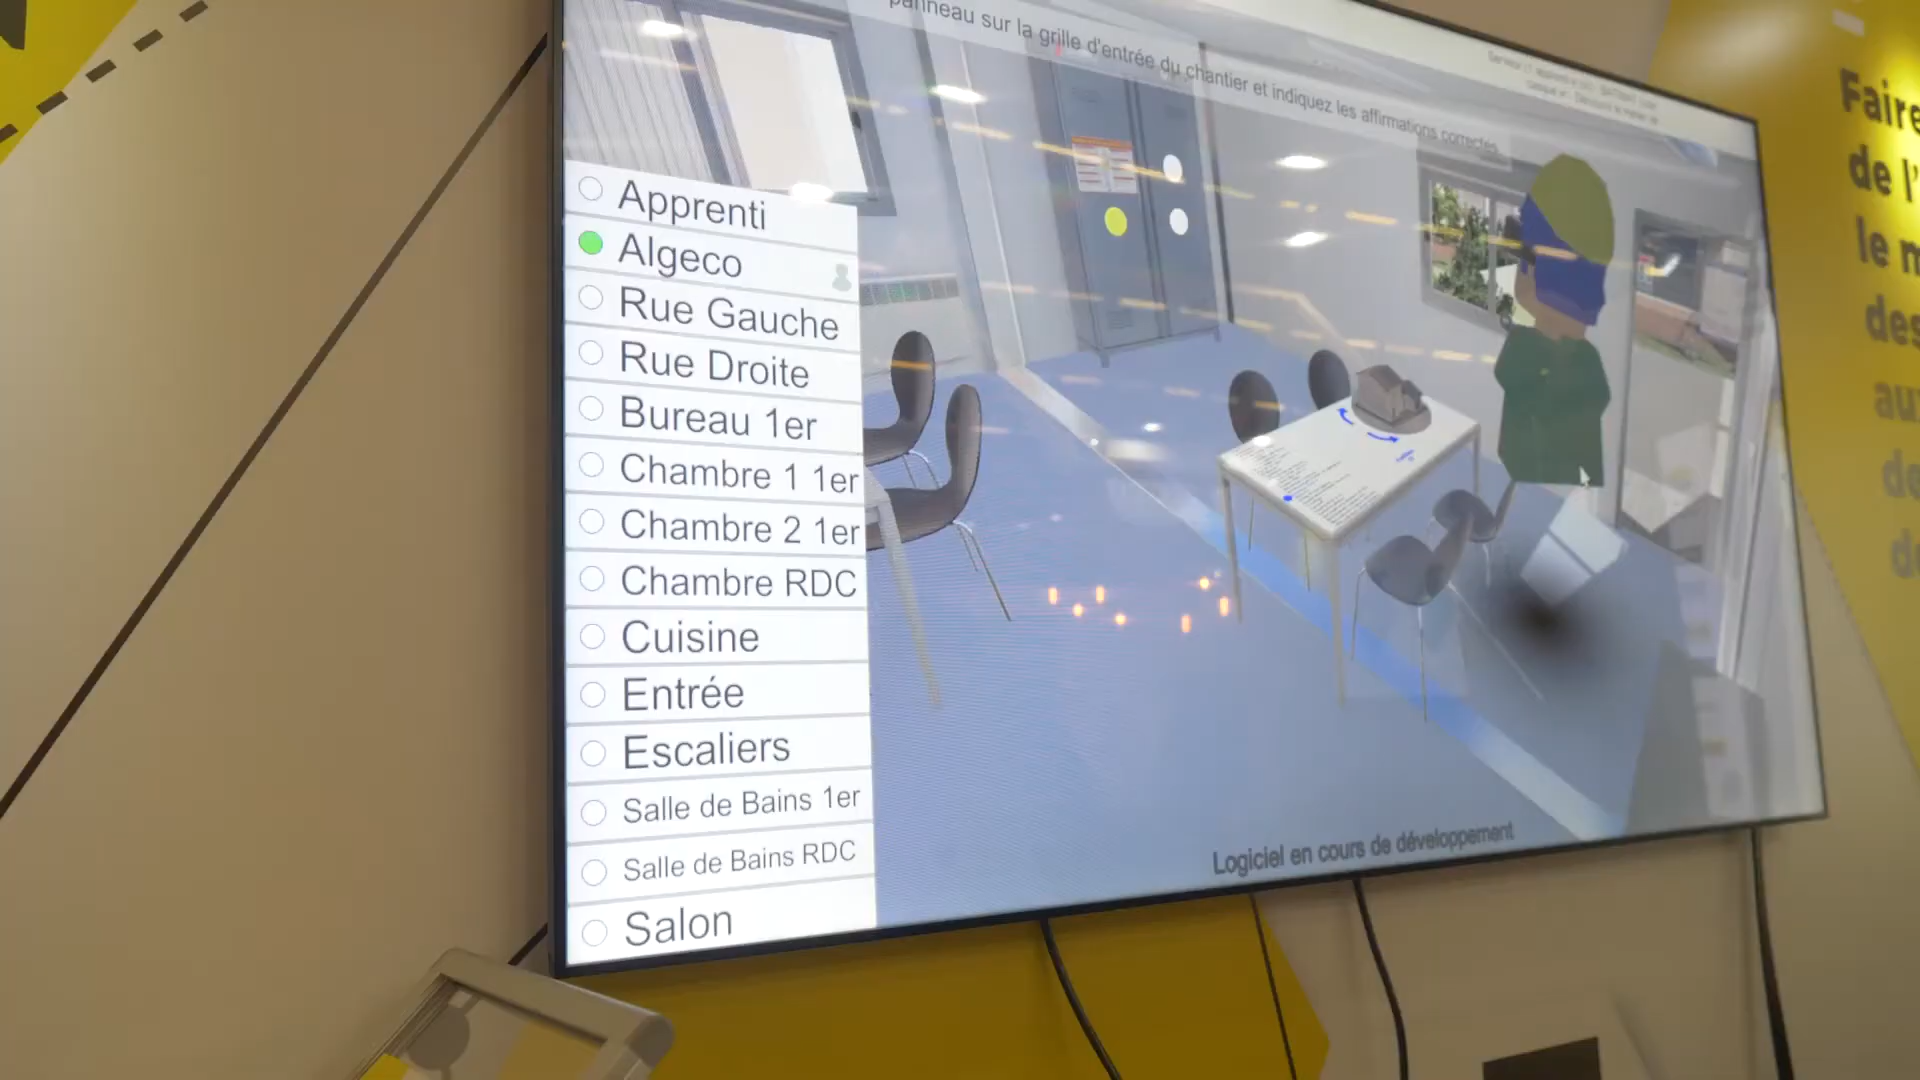 panneau sur la grille d'entrée du chantier et indiquez les affirmations correctes.
Apprenti
Algeco
Rue Gauche
Rue Droite
Bureau 1er
Chambre 1 1er
Chambre 2 1er
Chambre RDC
Cuisine
Entrée
Escaliers
Salle de Bains 1er
Salle de Bains RDC
Salon
Logiciel en cours de développement
Faire
de l'
le m
des
au
de